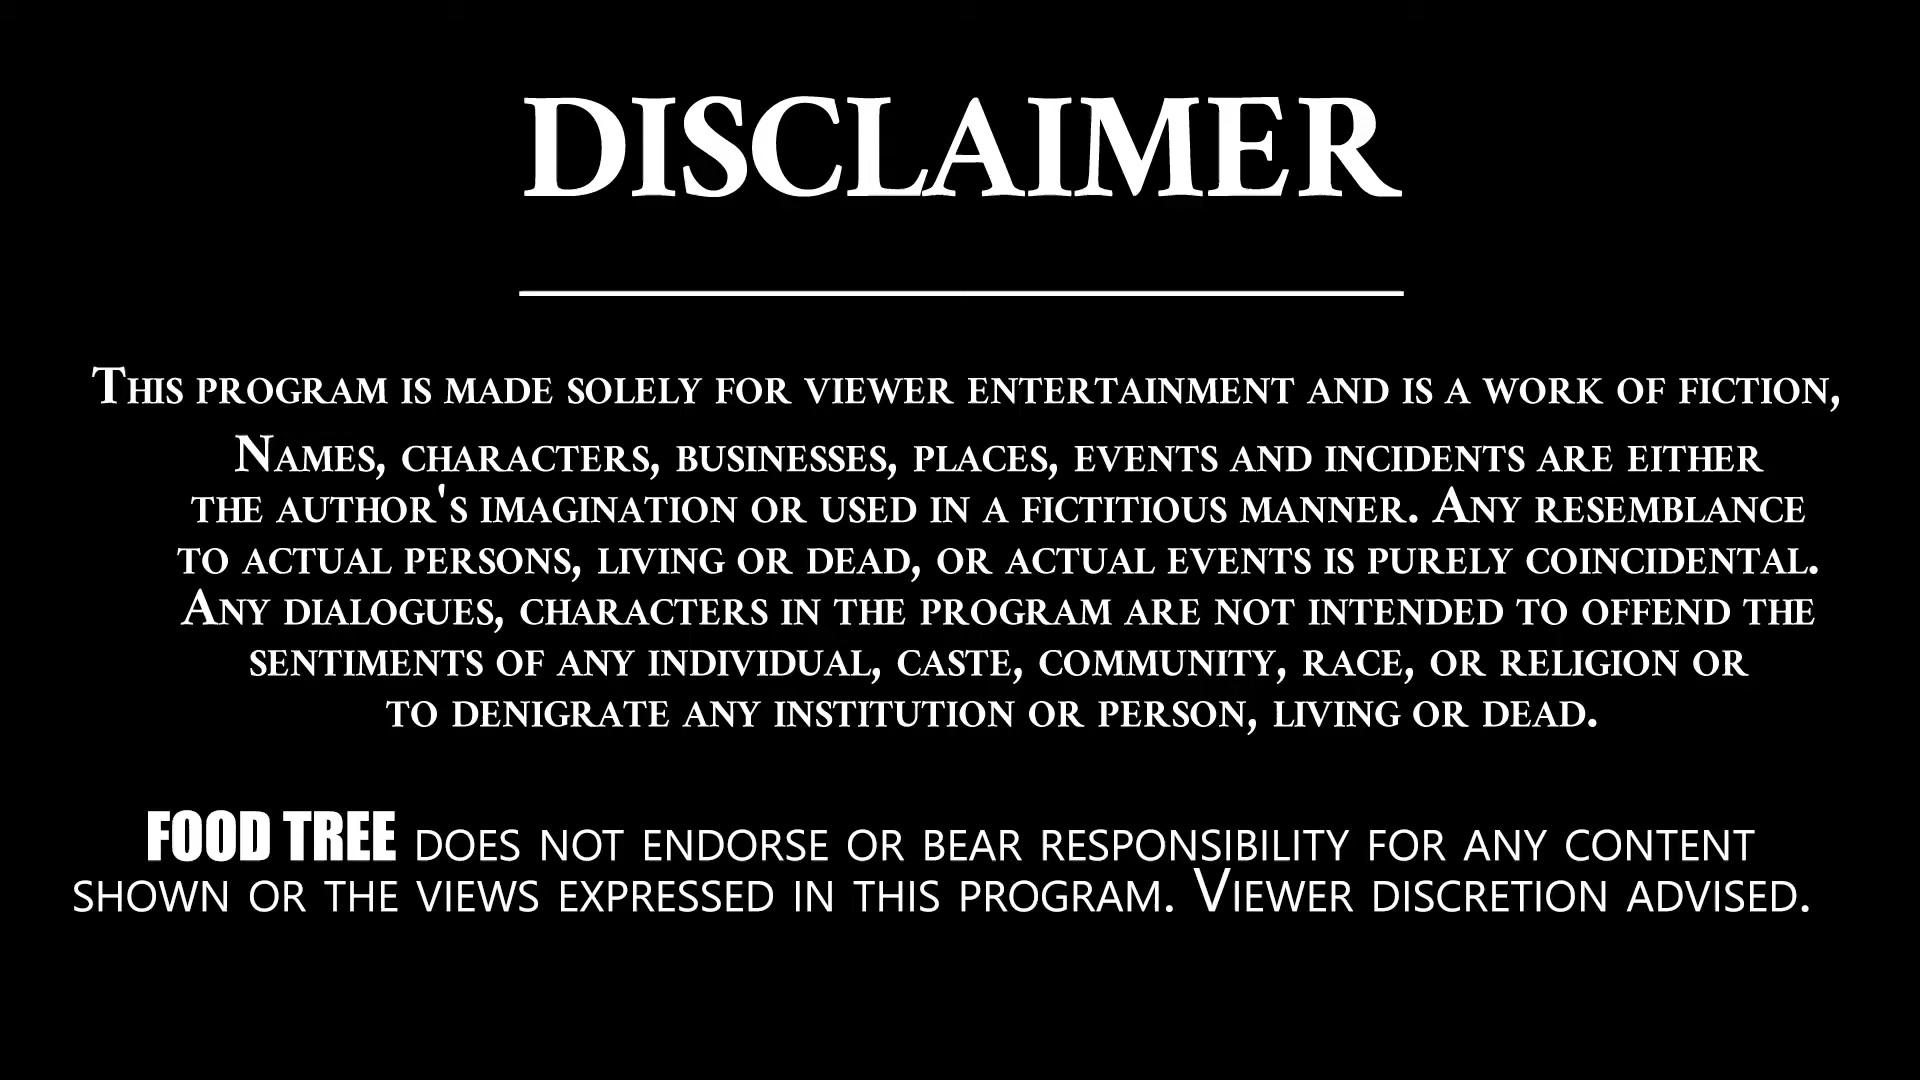 DISCLAIMER
This program is made solely for viewer entertainment and is a work of fiction,
Names, characters, businesses, places, events and incidents are either
the author's imagination or used in a fictitious manner. Any resemblance
to actual persons, living or dead, or actual events is purely coincidental.
Any dialogues, characters in the program are not intended to offend the
sentiments of any individual, caste, community, race, or religion or
to denigrate any institution or person, living or dead.
FOOD TREE does not endorse or bear responsibility for any content
shown or the views expressed in this program. Viewer discretion advised.